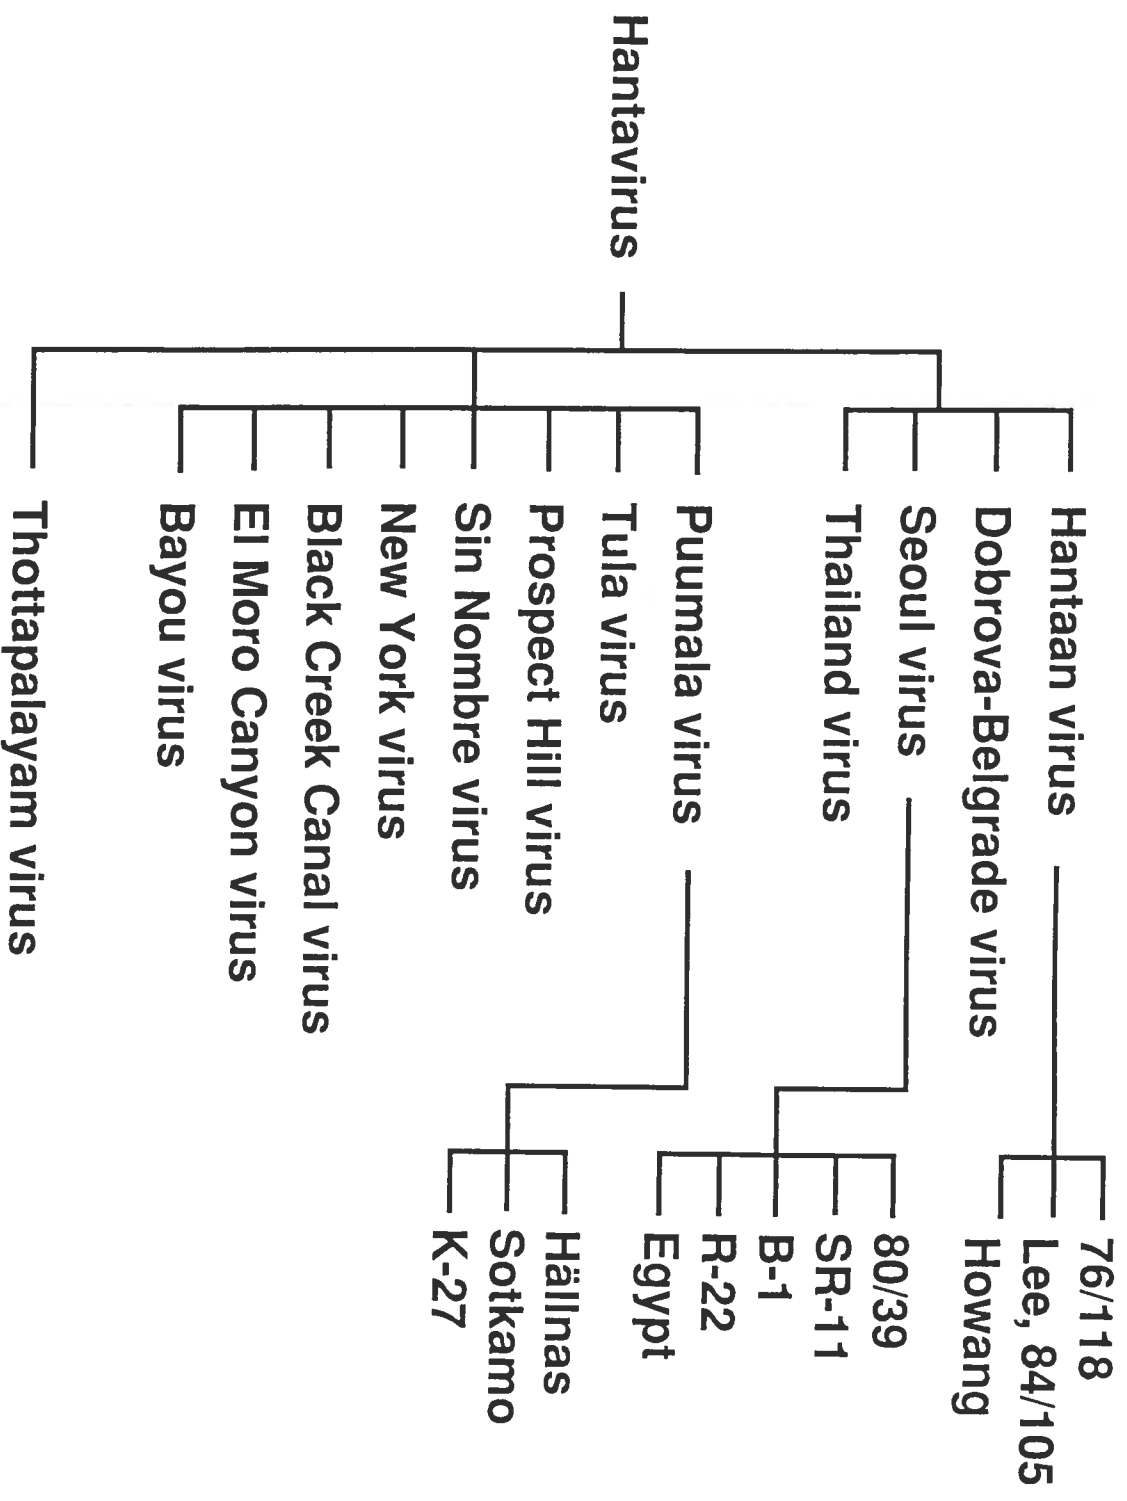 Hantavirus
Hantaan virus
Dobrova-Belgrade virus
Seoul virus
Thailand virus
Puumala virus
Tula virus
Prospect Hill virus
Sin Nombre virus
New York virus
Black Creek Canal virus
El Moro Canyon virus
Bayou virus
Thottapalayam virus
76/118
Lee, 84/105
Howang
80/39
SR-11
B-1
R-22
Egypt
Hällnas
Sotkamo
K-27